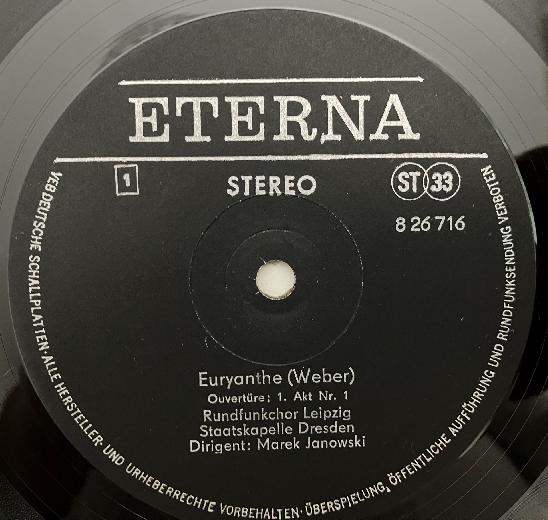 ETERNA
1
STEREO
ST 33
8 26 716
Euryanthe (Weber)
Ouvertüre; 1. Akt Nr. 1
Rundfunkchor Leipzig
Staatskapelle Dresden
Dirigent: Marek Janowski
VEB DEUTSCHE SCHALLPLATTEN · ALLE HERSTELLER- UND URHEBERRECHTE VORBEHALTEN · ÜBERSPIELUNG, ÖFFENTLICHE AUFFÜHRUNG UND RUNDFUNKSENDUNG VERBOTEN